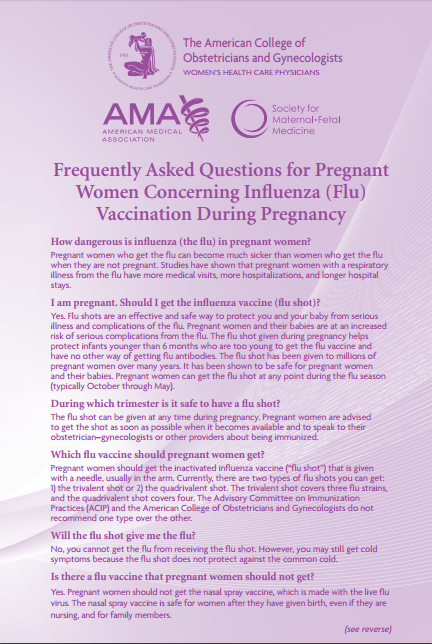 The American College of
Obstetricians and Gynecologists
WOMEN'S HEALTH CARE PHYSICIANS
AMA
AMERICAN MEDICAL
ASSOCIATION
Society for
Maternal•Fetal
Medicine
Frequently Asked Questions for Pregnant
Women Concerning Influenza (Flu)
Vaccination During Pregnancy
How dangerous is influenza (the flu) in pregnant women?
Pregnant women who get the flu can become much sicker than women who get the flu
when they are not pregnant. Studies have shown that pregnant women with a respiratory
illness from the flu have more medical visits, more hospitalizations, and longer hospital
stays.
I am pregnant. Should I get the influenza vaccine (flu shot)?
Yes. Flu shots are an effective and safe way to protect you and your baby from serious
illness and complications of the flu. Pregnant women and their babies are at an increased
risk of serious complications from the flu. The flu shot given during pregnancy helps
protect infants younger than 6 months who are too young to get the flu vaccine and
have no other way of getting flu antibodies. The flu shot has been given to millions of
pregnant women over many years. It has been shown to be safe for pregnant women
and their babies. Pregnant women can get the flu shot at any point during the flu season
(typically October through May).
During which trimester is it safe to have a flu shot?
The flu shot can be given at any time during pregnancy. Pregnant women are advised
to get the shot as soon as possible when it becomes available and to speak to their
obstetrician–gynecologists or other providers about being immunized.
Which flu vaccine should pregnant women get?
Pregnant women should get the inactivated influenza vaccine ("flu shot") that is given
with a needle, usually in the arm. Currently, there are two types of flu shots you can get:
1) the trivalent shot or 2) the quadrivalent shot. The trivalent shot covers three flu strains,
and the quadrivalent shot covers four. The Advisory Committee on Immunization
Practices (ACIP) and the American College of Obstetricians and Gynecologists do not
recommend one type over the other.
Will the flu shot give me the flu?
No, you cannot get the flu from receiving the flu shot. However, you may still get cold
symptoms because the flu shot does not protect against the common cold.
Is there a flu vaccine that pregnant women should not get?
Yes. Pregnant women should not get the nasal spray vaccine, which is made with the live flu
virus. The nasal spray vaccine is safe for women after they have given birth, even if they are
nursing, and for family members.
(see reverse)